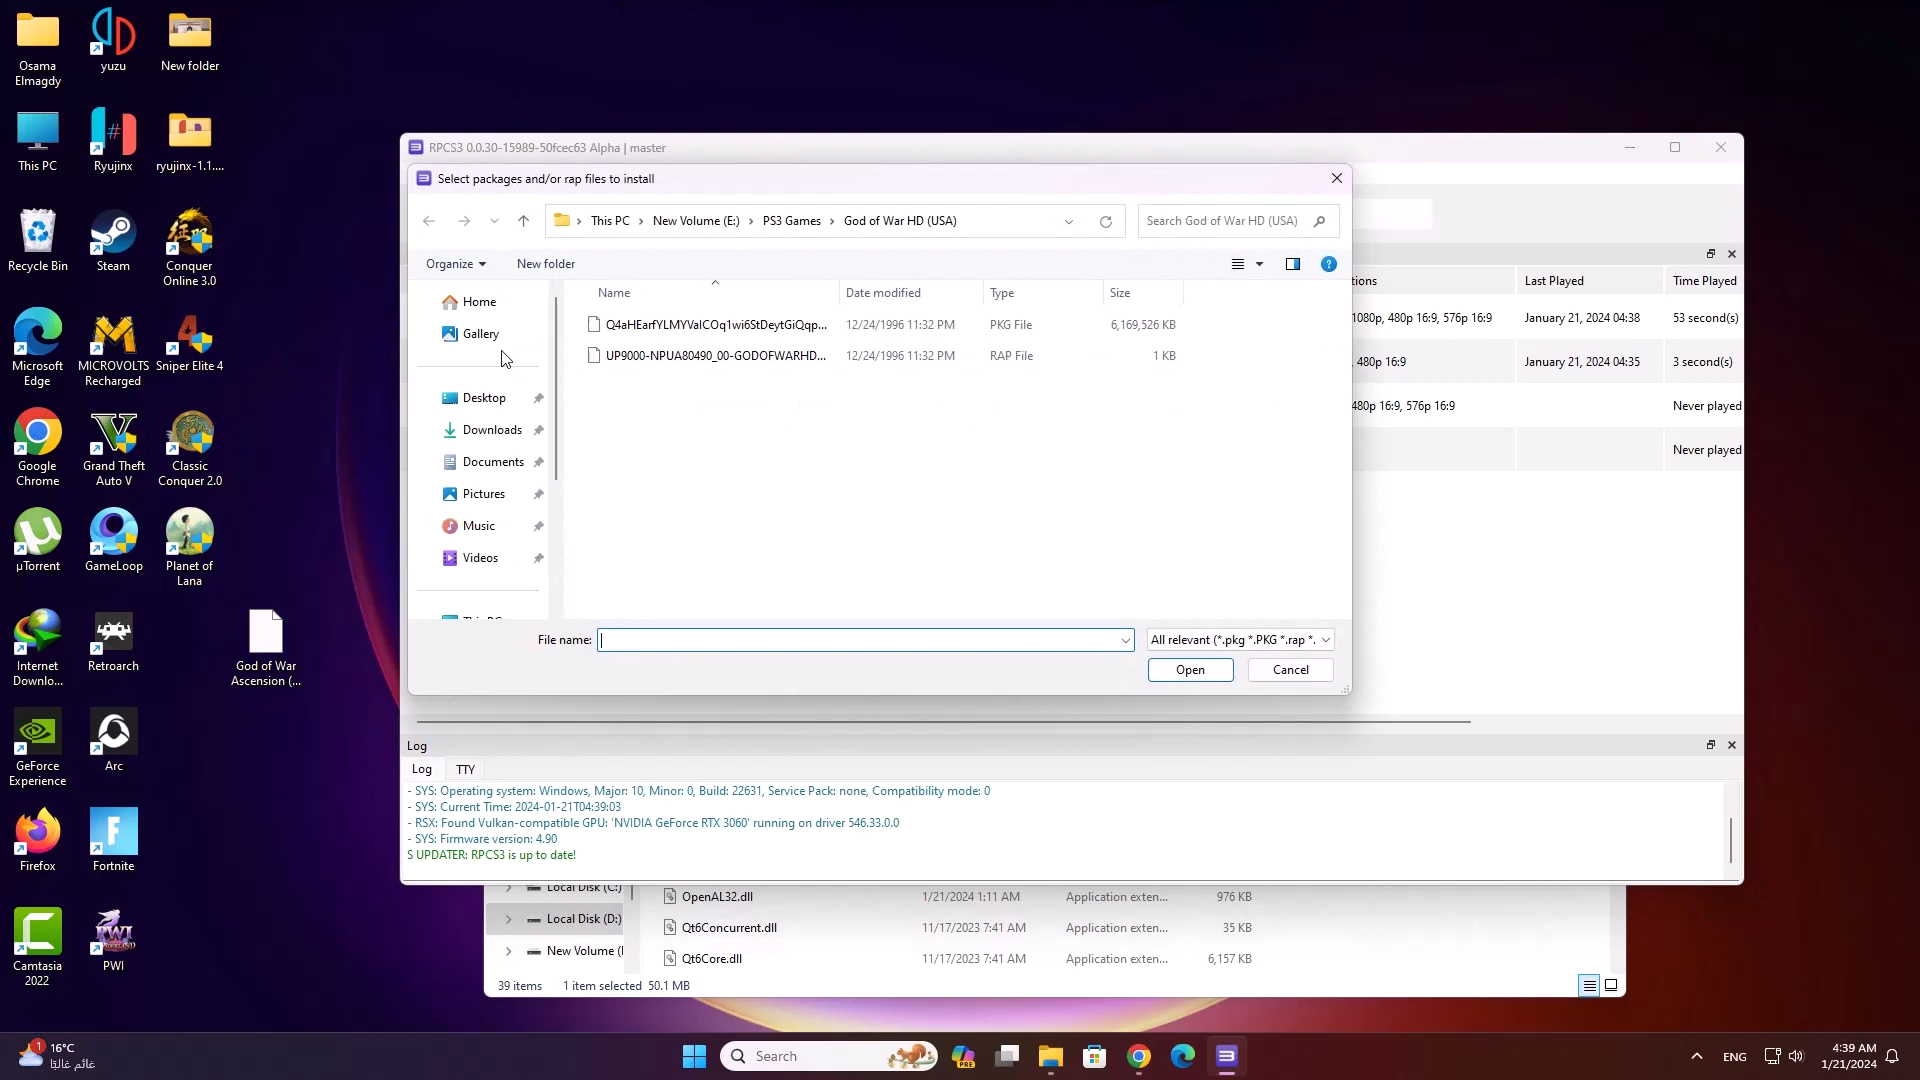 Osama
Elmagdy
yuzu
New folder
This PC
Ryujinx
ryujinx-1.1....
Recycle Bin
Steam
Conquer
Online 3.0
Microsoft
Edge
MICROVOLTS
Recharged
Sniper Elite 4
Google
Chrome
Grand Theft
Auto V
Classic
Conquer 2.0
µTorrent
GameLoop
Planet of
Lana
Internet
Downlo...
Retroarch
God of War
Ascension (...
GeForce
Experience
Arc
Firefox
Fortnite
Camtasia
2022
PWI
RPCS3 0.0.30-15989-50fcec63 Alpha | master
Select packages and/or rap files to install
This PC > New Volume (E:) > PS3 Games > God of War HD (USA)
Search God of War HD (USA)
Organize
New folder
Name
Date modified
Type
Size
12/24/1996 11:32 PM
PKG File
6,169,526 KB
UP9000-NPUA80490_00-GODOFWARHD...
12/24/1996 11:32 PM
RAP File
1 KB
Home
Gallery
Desktop
Downloads
Documents
Pictures
Music
Videos
File name:
All relevant (*.pkg *.PKG *.rap *.
Open
Cancel
tions
Last Played
Time Played
1080p, 480p 16:9, 576p 16:9
January 21, 2024 04:38
53 second(s)
480p 16:9
January 21, 2024 04:35
3 second(s)
480p 16:9, 576p 16:9
Never played
Never played
Log
Log
TTY
- SYS: Operating system: Windows, Major: 10, Minor: 0, Build: 22631, Service Pack: none, Compatibility mode: 0
- SYS: Current Time: 2024-01-21T04:39:03
- RSX: Found Vulkan-compatible GPU: 'NVIDIA GeForce RTX 3060' running on driver 546.33.0.0
- SYS: Firmware version: 4.90
S UPDATER: RPCS3 is up to date!
Local Disk (C:)
OpenAL32.dll
1/21/2024 1:11 AM
Application exten...
976 KB
Local Disk (D:)
Qt6Concurrent.dll
11/17/2023 7:41 AM
Application exten...
35 KB
New Volume (
Qt6Core.dll
11/17/2023 7:41 AM
Application exten...
6,157 KB
39 items
1 item selected 50.1 MB
1
16°C
غائم غالبًا
Search
PRE
ENG
4:39 AM
1/21/2024